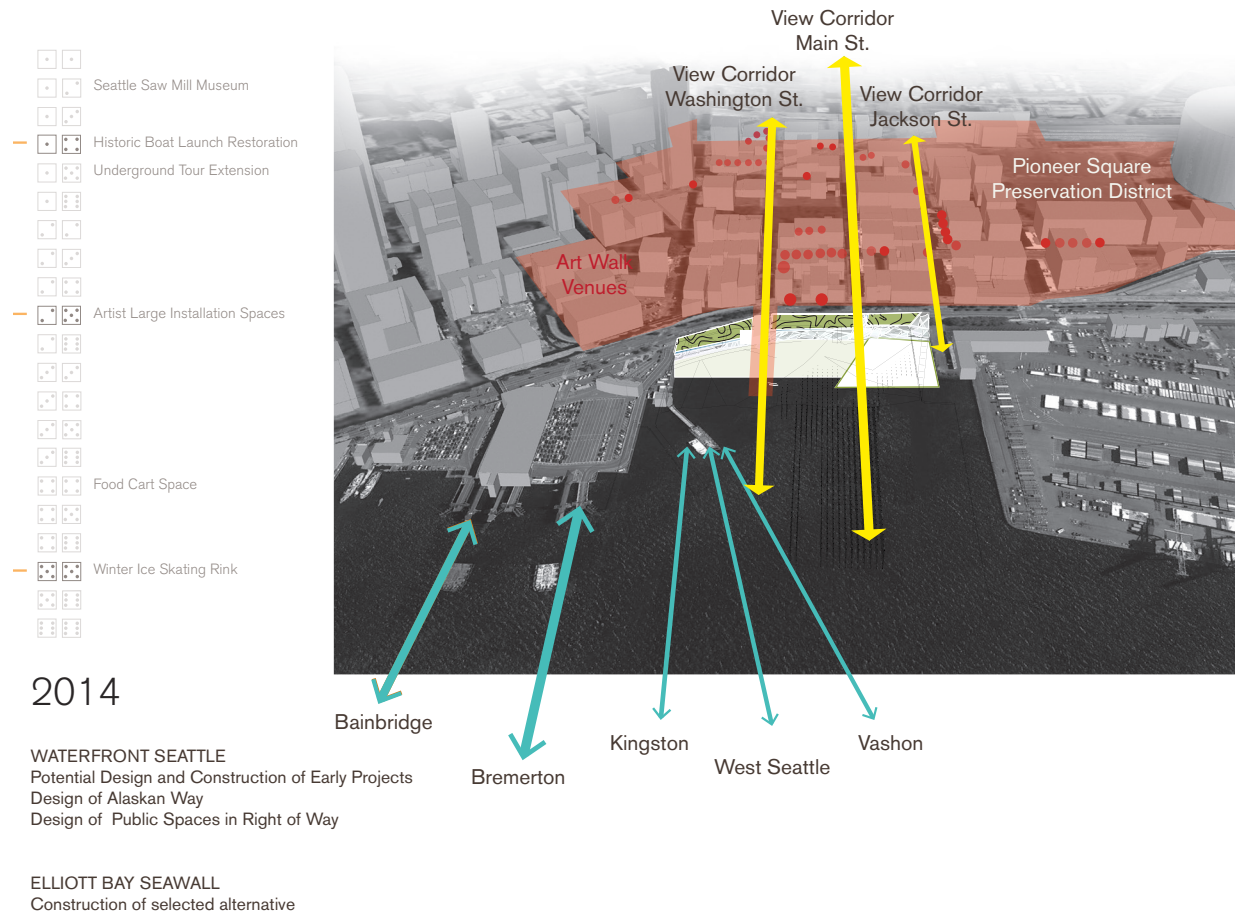 View Corridor
Main St.
View Corridor
Washington St.
View Corridor
Jackson St.
Pioneer Square
Preservation District
Art Walk
Venues
Seattle Saw Mill Museum
Historic Boat Launch Restoration
Underground Tour Extension
Artist Large Installation Spaces
Food Cart Space
Winter Ice Skating Rink
2014
WATERFRONT SEATTLE
Potential Design and Construction of Early Projects
Design of Alaskan Way
Design of Public Spaces in Right of Way
ELLIOTT BAY SEAWALL
Construction of selected alternative
Bainbridge
Bremerton
Kingston
West Seattle
Vashon